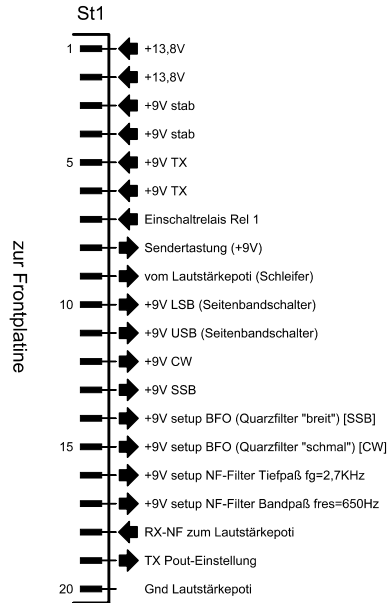 St1
1 +13,8V
+13,8V
+9V stab
+9V stab
5 +9V TX
+9V TX
Einschaltrelais Rel 1
Sendertastung (+9V)
vom Lautstärkepoti (Schleifer)
10 +9V LSB (Seitenbandschalter)
+9V USB (Seitenbandschalter)
+9V CW
+9V SSB
+9V setup BFO (Quarzfilter "breit") [SSB]
15 +9V setup BFO (Quarzfilter "schmal") [CW]
+9V setup NF-Filter Tiefpaß fg=2,7KHz
+9V setup NF-Filter Bandpaß fres=650Hz
RX-NF zum Lautstärkepoti
TX Pout-Einstellung
20 Gnd Lautstärkepoti
zur Frontplatine